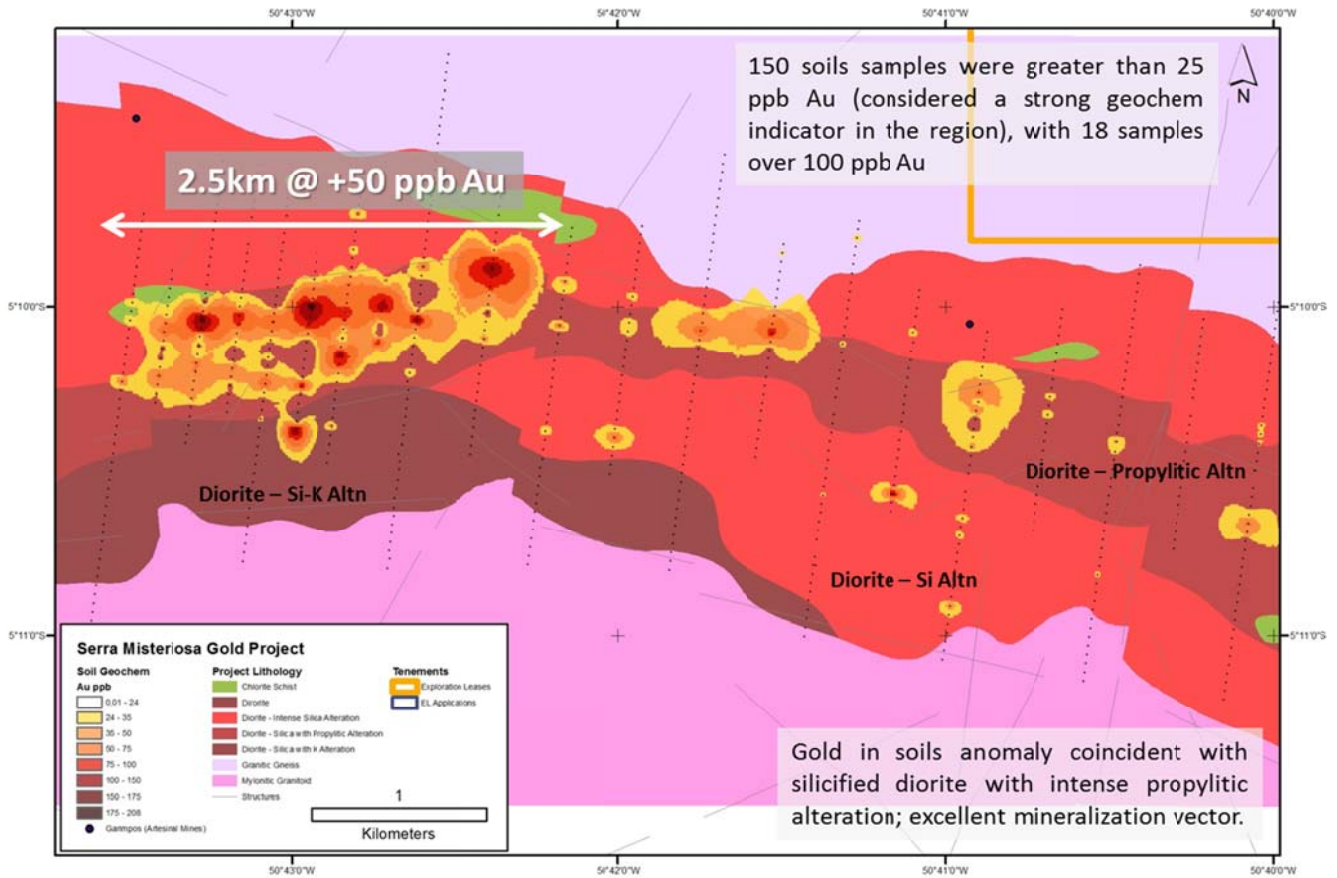 50°43'0"W
5i°42'0"W
50°41'0"W
50°40'0"W
150 soils samples were greater than 25
ppb Au (considered a strong geochem
indicator in the region), with 18 samples
over 100 ppb Au
N
2.5km @ +50 ppb Au
5°10'0"S
5°10'0"S
Diorite – Si-K Altn
Diorite – Propylitic Altn
Diorite – Si Altn
5°11'0"S
5°11'0"S
Serra Misteriosa Gold Project
Soil Geochem
Au ppb
0.01 - 24
24 - 35
35 - 50
50 - 75
75 - 100
100 - 150
150 - 175
175 - 208
Garimpos (Artesiral Mines)
Project Lithology
Chlorite Schist
Dirorite
Diorite - Intense Silica Alteration
Diorite - Silica with Propylitic Alteration
Diorite - Silica with K Alteration
Granitic Gneiss
Mylonitic Granitoid
Structures
Tenements
Exploration Leases
EL Applications
1
Kilometers
Gold in soils anomaly coincident with
silicified diorite with intense propylitic
alteration; excellent mineralization vector.
50°43'0"W
50°42'0"W
50°41'0"W
50°40'0"W